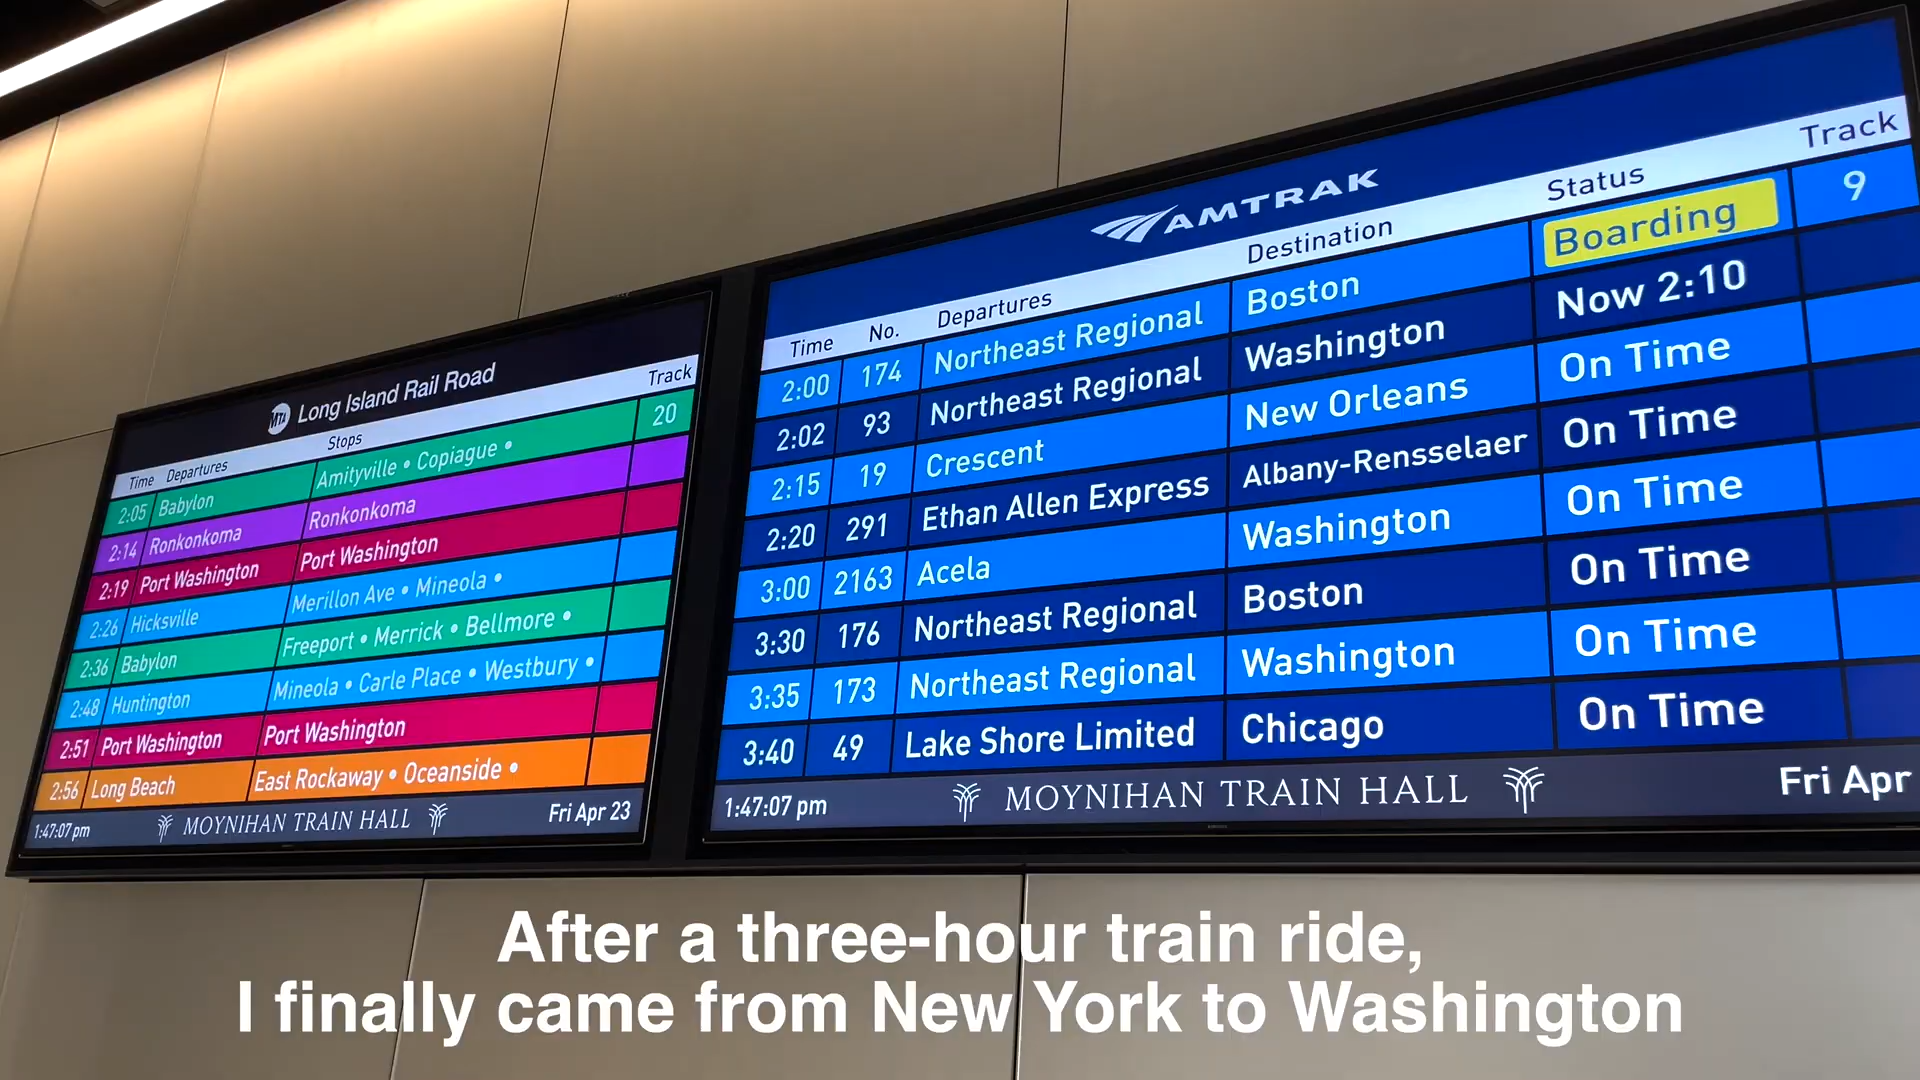 MTA Long Island Rail Road
Time Departures Stops Track
2:05 Babylon Amityville • Copiague • 20
2:14 Ronkonkoma Ronkonkoma
2:19 Port Washington Port Washington
2:26 Hicksville Merillon Ave • Mineola •
2:36 Babylon Freeport • Merrick • Bellmore •
2:48 Huntington Mineola • Carle Place • Westbury •
2:51 Port Washington Port Washington
2:56 Long Beach East Rockaway • Oceanside •
1:47:07 pm MOYNIHAN TRAIN HALL Fri Apr 23
AMTRAK
Time No. Departures Destination Status Track
2:00 174 Northeast Regional Boston Boarding 9
2:02 93 Northeast Regional Washington Now 2:10
2:15 19 Crescent New Orleans On Time
2:20 291 Ethan Allen Express Albany-Rensselaer On Time
3:00 2163 Acela Washington On Time
3:30 176 Northeast Regional Boston On Time
3:35 173 Northeast Regional Washington On Time
3:40 49 Lake Shore Limited Chicago On Time
1:47:07 pm MOYNIHAN TRAIN HALL Fri Apr
After a three-hour train ride,
I finally came from New York to Washington